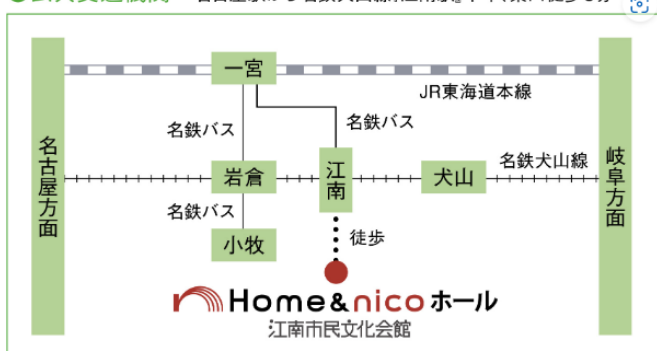 一宮
JR東海道本線
名鉄バス
名鉄バス
名古屋方面
岩倉
江南
犬山
名鉄犬山線
岐阜方面
名鉄バス
小牧
徒歩
Home&nicoホール
江南市民文化会館